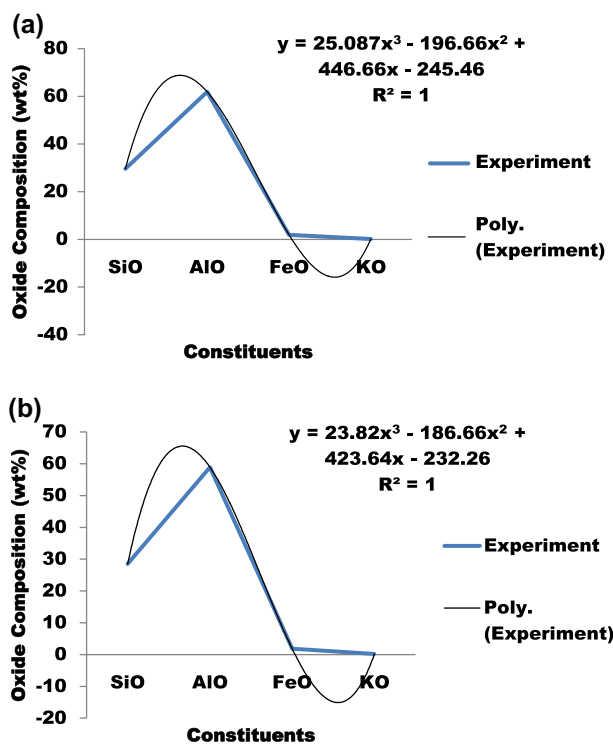 (a)
y = 25.087x³ - 196.66x² +
446.66x - 245.46
R² = 1
Oxide Composition (wt%)
80
60
40
20
0
-20
-40
SiO AlO FeO KO
Constituents
Experiment
Poly.
(Experiment)
(b)
y = 23.82x³ - 186.66x² +
423.64x - 232.26
R² = 1
Oxide Composition (wt%)
70
60
50
40
30
20
10
0
-10
-20
SiO AlO FeO KO
Constituents
Experiment
Poly.
(Experiment)